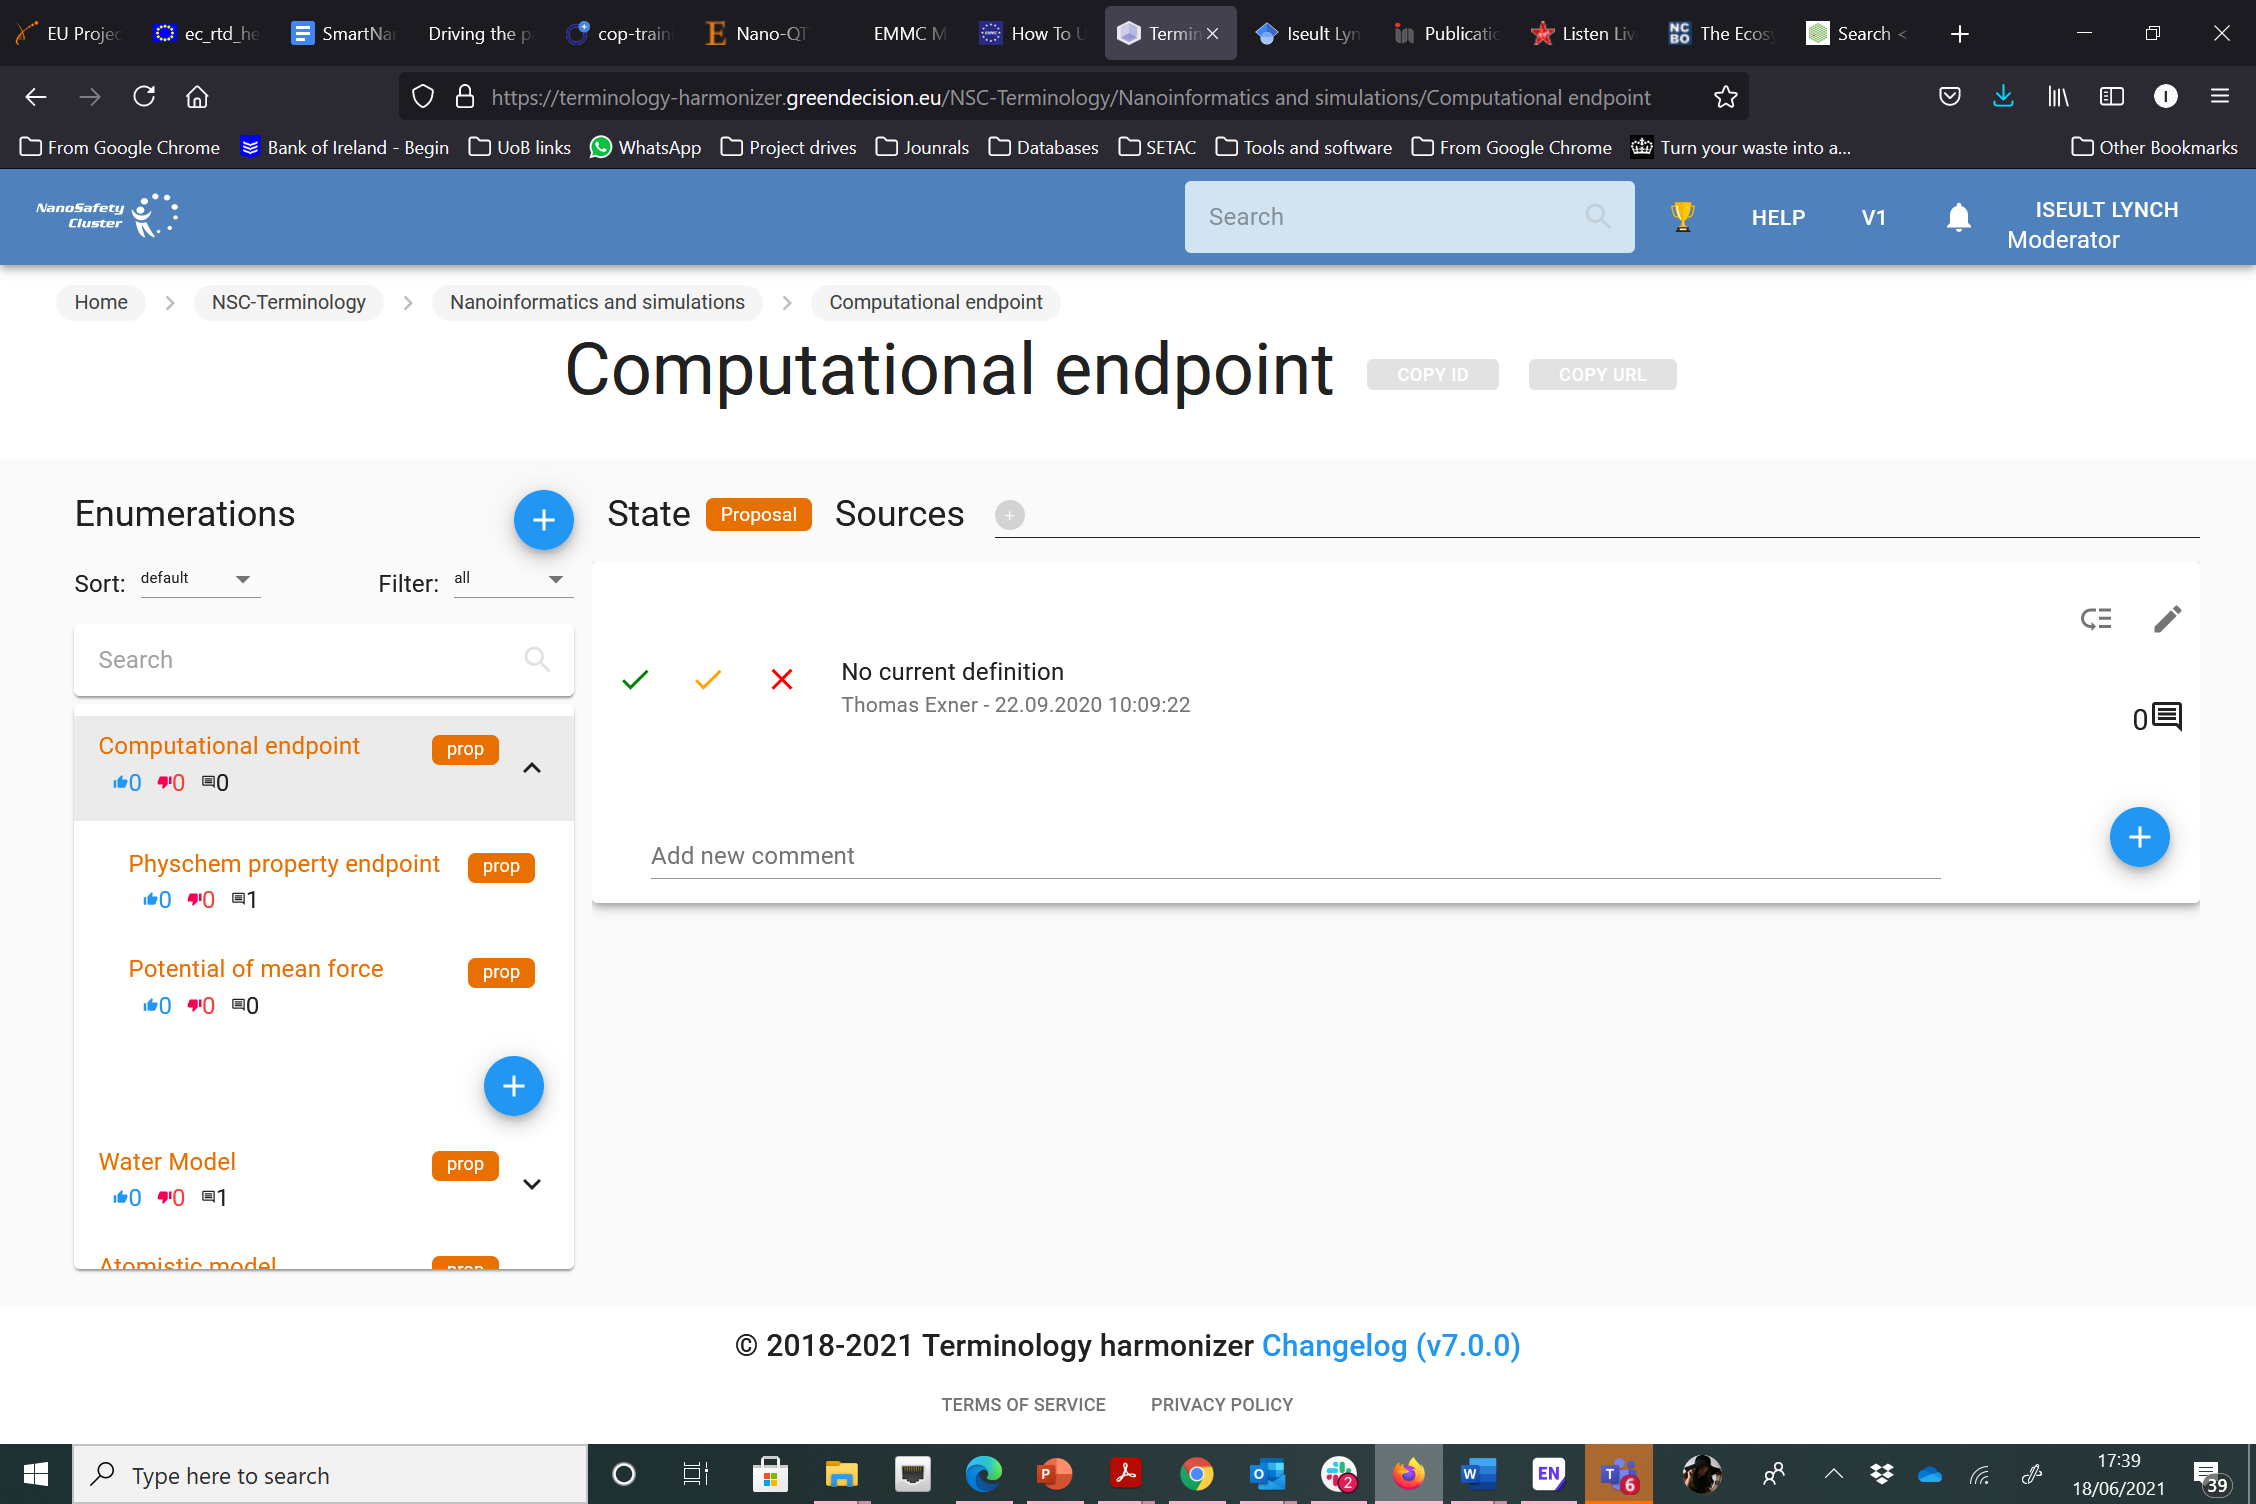 EU Projec
ec_rtd_he
SmartNar
Driving the p
cop-traini
Nano-QT
EMMC M
How To U
Termin
Iseult Lyn
Publicatio
Listen Liv
The Ecosy
Search <
https://terminology-harmonizer.greendecision.eu/NSC-Terminology/Nanoinformatics and simulations/Computational endpoint
From Google Chrome
Bank of Ireland - Begin
UoB links
WhatsApp
Project drives
Jounrals
Databases
SETAC
Tools and software
From Google Chrome
Turn your waste into a...
Other Bookmarks
NanoSafety
Cluster
Search
HELP
V1
ISEULT LYNCH
Moderator
Home
NSC-Terminology
Nanoinformatics and simulations
Computational endpoint
Computational endpoint
COPY ID
COPY URL
Enumerations
State
Proposal
Sources
Sort:
default
Filter:
all
Search
No current definition
Thomas Exner - 22.09.2020 10:09:22
0
Computational endpoint
prop
0 0 0
Physchem property endpoint
prop
0 0 1
Add new comment
Potential of mean force
prop
0 0 0
Water Model
prop
0 0 1
Atomistic model
prop
© 2018-2021 Terminology harmonizer Changelog (v7.0.0)
TERMS OF SERVICE
PRIVACY POLICY
Type here to search
2
EN
6
17:39
18/06/2021
39